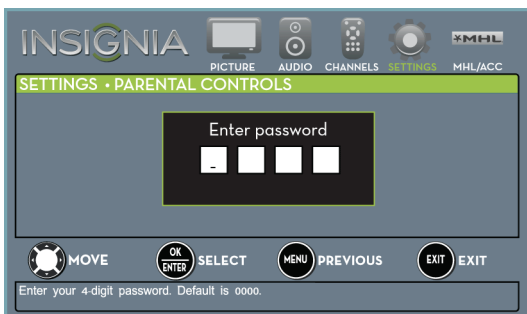 INSIGNIA
PICTURE AUDIO CHANNELS SETTINGS MHL MHL/ACC
SETTINGS • PARENTAL CONTROLS
Enter password
_
MOVE OK ENTER SELECT MENU PREVIOUS EXIT EXIT
Enter your 4-digit password. Default is 0000.